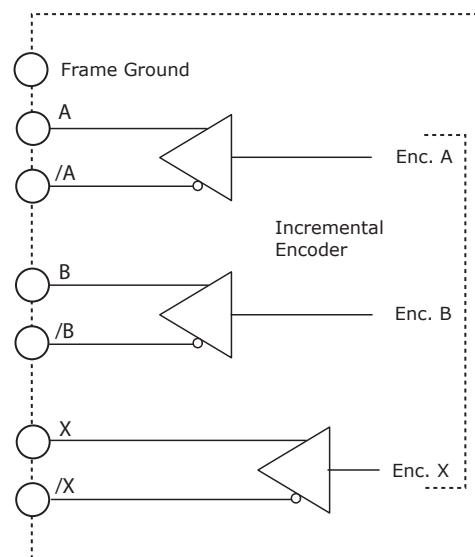 Frame Ground
A
/A
Enc. A
Incremental
Encoder
B
/B
Enc. B
X
/X
Enc. X